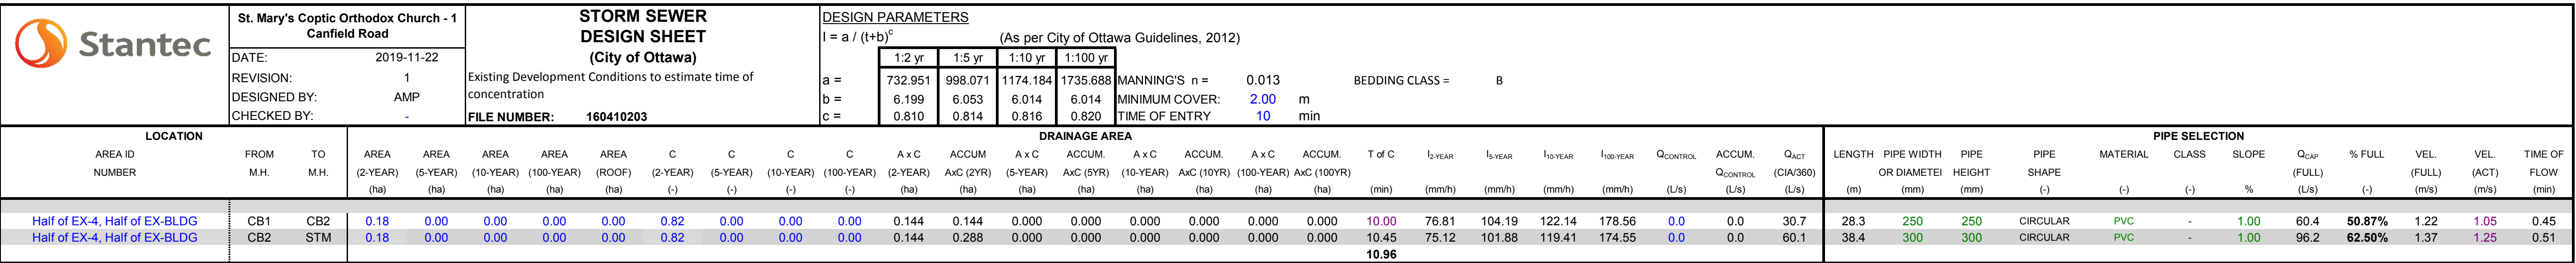 Stantec
St. Mary's Coptic Orthodox Church - 1
Canfield Road
DATE: 2019-11-22
REVISION: 1
DESIGNED BY: AMP
CHECKED BY: -
STORM SEWER
DESIGN SHEET
(City of Ottawa)
Existing Development Conditions to estimate time of
concentration
FILE NUMBER: 160410203
DESIGN PARAMETERS
I = a / (t+b)^c (As per City of Ottawa Guidelines, 2012)
1:2 yr 1:5 yr 1:10 yr 1:100 yr
a = 732.951 998.071 1174.184 1735.688 MANNING'S n = 0.013 BEDDING CLASS = B
b = 6.199 6.053 6.014 6.014 MINIMUM COVER: 2.00 m
c = 0.810 0.814 0.816 0.820 TIME OF ENTRY 10 min
LOCATION DRAINAGE AREA PIPE SELECTION
AREA ID FROM TO AREA AREA AREA AREA AREA C C C C A x C ACCUM A x C ACCUM. A x C ACCUM. A x C ACCUM. T of C I2-YEAR I5-YEAR I10-YEAR I100-YEAR QCONTROL ACCUM. QACT LENGTH PIPE WIDTH PIPE PIPE MATERIAL CLASS SLOPE QCAP % FULL VEL. VEL. TIME OF
NUMBER M.H. M.H. (2-YEAR) (5-YEAR) (10-YEAR) (100-YEAR) (ROOF) (2-YEAR) (5-YEAR) (10-YEAR) (100-YEAR) (2-YEAR) AxC (2YR) (5-YEAR) AxC (5YR) (10-YEAR) AxC (10YR) (100-YEAR) AxC (100YR) QCONTROL (CIA/360) OR DIAMETEI HEIGHT SHAPE (FULL) (FULL) (ACT) FLOW
(ha) (ha) (ha) (ha) (ha) (-) (-) (-) (-) (ha) (ha) (ha) (ha) (ha) (ha) (ha) (ha) (min) (mm/h) (mm/h) (mm/h) (mm/h) (L/s) (L/s) (L/s) (m) (mm) (mm) (-) (-) (-) % (L/s) (-) (m/s) (m/s) (min)
Half of EX-4, Half of EX-BLDG CB1 CB2 0.18 0.00 0.00 0.00 0.00 0.82 0.00 0.00 0.00 0.144 0.144 0.000 0.000 0.000 0.000 0.000 0.000 10.00 76.81 104.19 122.14 178.56 0.0 0.0 30.7 28.3 250 250 CIRCULAR PVC - 1.00 60.4 50.87% 1.22 1.05 0.45
Half of EX-4, Half of EX-BLDG CB2 STM 0.18 0.00 0.00 0.00 0.00 0.82 0.00 0.00 0.00 0.144 0.288 0.000 0.000 0.000 0.000 0.000 0.000 10.45 75.12 101.88 119.41 174.55 0.0 0.0 60.1 38.4 300 300 CIRCULAR PVC - 1.00 96.2 62.50% 1.37 1.25 0.51
10.96